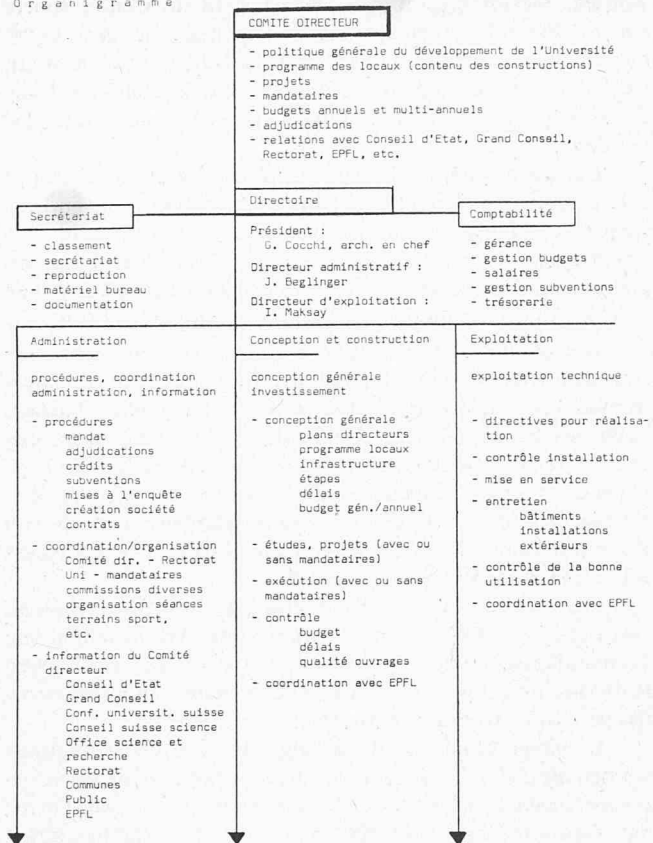 Organigramme
COMITE DIRECTEUR
- politique générale du développement de l'Université
- programme des locaux (contenu des constructions)
- projets
- mandataires
- budgets annuels et multi-annuels
- adjudications
- relations avec Conseil d'Etat, Grand Conseil,
Rectorat, EPFL, etc.
Directoire
Président :
G. Cocchi, arch. en chef
Directeur administratif :
J. Beglinger
Directeur d'exploitation :
I. Maksay
Secrétariat
- classement
- secrétariat
- reproduction
- matériel bureau
- documentation
Comptabilité
- gérance
- gestion budgets
- salaires
- gestion subventions
- trésorerie
Administration
procédures, coordination
administration, information
- procédures
mandat
adjudications
crédits
subventions
mises à l'enquête
création société
contrats
- coordination/organisation
Comité dir. - Rectorat
Uni - mandataires
commissions diverses
organisation séances
terrains sport,
etc.
- information du Comité
directeur
Conseil d'Etat
Grand Conseil
Conf. universit. suisse
Conseil suisse science
Office science et
recherche
Rectorat
Communes
Public
EPFL
Conception et construction
conception générale
investissement
- conception générale
plans directeurs
programme locaux
infrastructure
étapes
délais
budget gén./annuel
- études, projets (avec ou
sans mandataires)
- exécution (avec ou sans
mandataires)
- contrôle
budget
délais
qualité ouvrages
- coordination avec EPFL
Exploitation
exploitation technique
- directives pour réalisa-
tion
- contrôle installation
- mise en service
- entretien
bâtiments
installations
extérieurs
- contrôle de la bonne
utilisation
- coordination avec EPFL